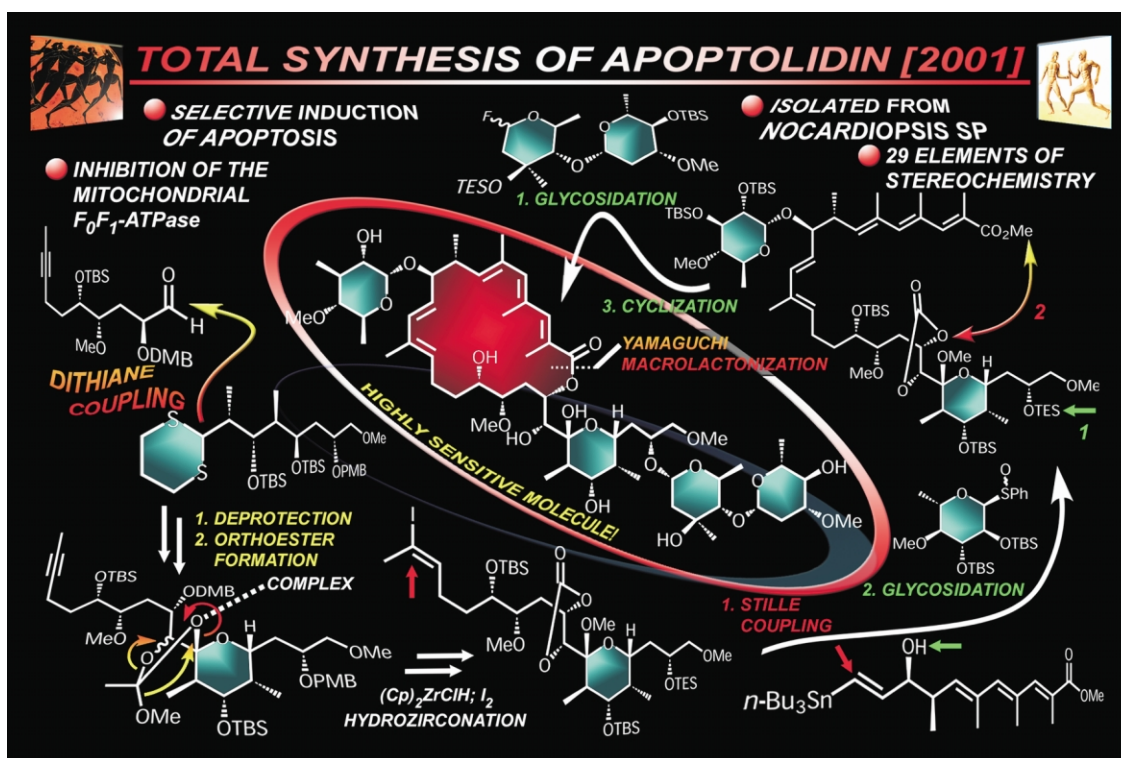 TOTAL SYNTHESIS OF APOPTOLIDIN [2001]
SELECTIVE INDUCTION
OF APOPTOSIS
INHIBITION OF THE
MITOCHONDRIAL
F0F1-ATPase
ISOLATED FROM
NOCARDIOPSIS SP
29 ELEMENTS OF
STEREOCHEMISTRY
F
OTBS
O
O
O
OMe
TESO
1. GLYCOSIDATION
OTBS
TBSO
O
O
MeO
CO2Me
3. CYCLIZATION
2
OTBS
O
O
O
MeO
OMe
O
H
OMe
OTES
1
OTBS
OH
O
O
MeO
OH
O
O
YAMAGUCHI
MACROLACTONIZATION
MeO
HO
OH
O
H
OMe
O
O
O
OH
OH
HO
O
OMe
HIGHLY SENSITIVE MOLECULE!
OTBS
O
H
MeO
ODMB
DITHIANE
COUPLING
S
S
OTBS
OTBS
OPMB
OMe
1. DEPROTECTION
2. ORTHOESTER
FORMATION
COMPLEX
OTBS
ODMB
MeO
O
O
O
H
OMe
OPMB
OMe
OTBS
(Cp)2ZrClH; I2
HYDROZIRCONATION
I
OTBS
O
O
O
MeO
OMe
O
H
OMe
OTES
OTBS
1. STILLE
COUPLING
O
SPh
O
MeO
OTBS
OTBS
2. GLYCOSIDATION
OH
n-Bu3Sn
O
OMe